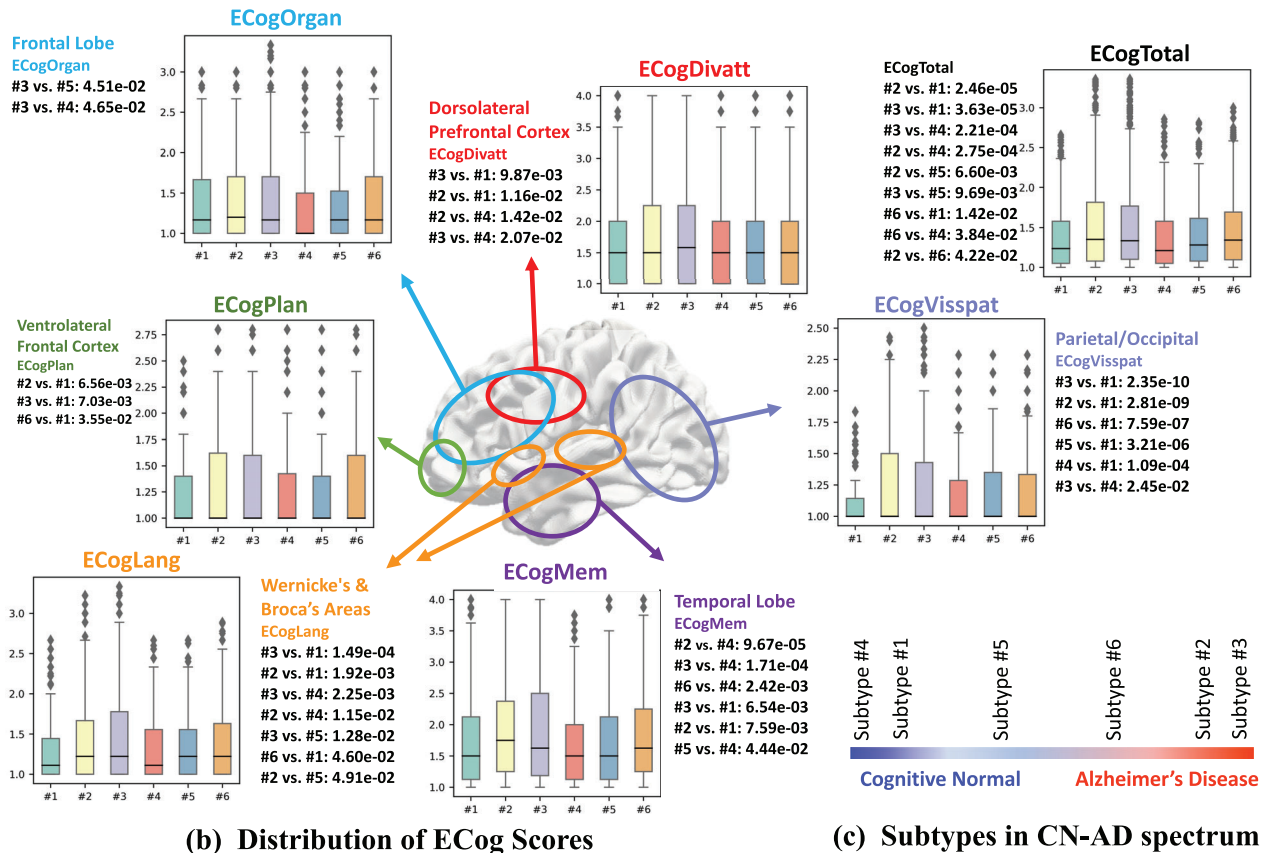 ECogOrgan
Frontal Lobe
ECogOrgan
#3 vs. #5: 4.51e-02
#3 vs. #4: 4.65e-02
3.0
2.5
2.0
1.5
1.0
#1 #2 #3 #4 #5 #6
ECogDivatt
Dorsolateral
Prefrontal Cortex
ECogDivatt
#3 vs. #1: 9.87e-03
#2 vs. #1: 1.16e-02
#2 vs. #4: 1.42e-02
#3 vs. #4: 2.07e-02
4.0
3.5
3.0
2.5
2.0
1.5
1.0
#1 #2 #3 #4 #5 #6
ECogTotal
ECogTotal
#2 vs. #1: 2.46e-05
#3 vs. #1: 3.63e-05
#3 vs. #4: 2.21e-04
#2 vs. #4: 2.75e-04
#2 vs. #5: 6.60e-03
#3 vs. #5: 9.69e-03
#6 vs. #1: 1.42e-02
#6 vs. #4: 3.84e-02
#2 vs. #6: 4.22e-02
3.0
2.5
2.0
1.5
1.0
#1 #2 #3 #4 #5 #6
ECogPlan
Ventrolateral
Frontal Cortex
ECogPlan
#2 vs. #1: 6.56e-03
#3 vs. #1: 7.03e-03
#6 vs. #1: 3.55e-02
2.75
2.50
2.25
2.00
1.75
1.50
1.25
1.00
#1 #2 #3 #4 #5 #6
ECogVisspat
Parietal/Occipital
ECogVisspat
#3 vs. #1: 2.35e-10
#2 vs. #1: 2.81e-09
#6 vs. #1: 7.59e-07
#5 vs. #1: 3.21e-06
#4 vs. #1: 1.09e-04
#3 vs. #4: 2.45e-02
2.50
2.25
2.00
1.75
1.50
1.25
1.00
#1 #2 #3 #4 #5 #6
ECogLang
Wernicke's &
Broca's Areas
ECogLang
#3 vs. #1: 1.49e-04
#2 vs. #1: 1.92e-03
#3 vs. #4: 2.25e-03
#2 vs. #4: 1.15e-02
#3 vs. #5: 1.28e-02
#6 vs. #1: 4.60e-02
#2 vs. #5: 4.91e-02
3.0
2.5
2.0
1.5
1.0
#1 #2 #3 #4 #5 #6
ECogMem
Temporal Lobe
ECogMem
#2 vs. #4: 9.67e-05
#3 vs. #4: 1.71e-04
#6 vs. #4: 2.42e-03
#3 vs. #1: 6.54e-03
#2 vs. #1: 7.59e-03
#5 vs. #4: 4.44e-02
4.0
3.5
3.0
2.5
2.0
1.5
1.0
#1 #2 #3 #4 #5 #6
Subtype #4
Subtype #1
Subtype #5
Subtype #6
Subtype #2
Subtype #3
Cognitive Normal
Alzheimer's Disease
(b) Distribution of ECog Scores
(c) Subtypes in CN-AD spectrum